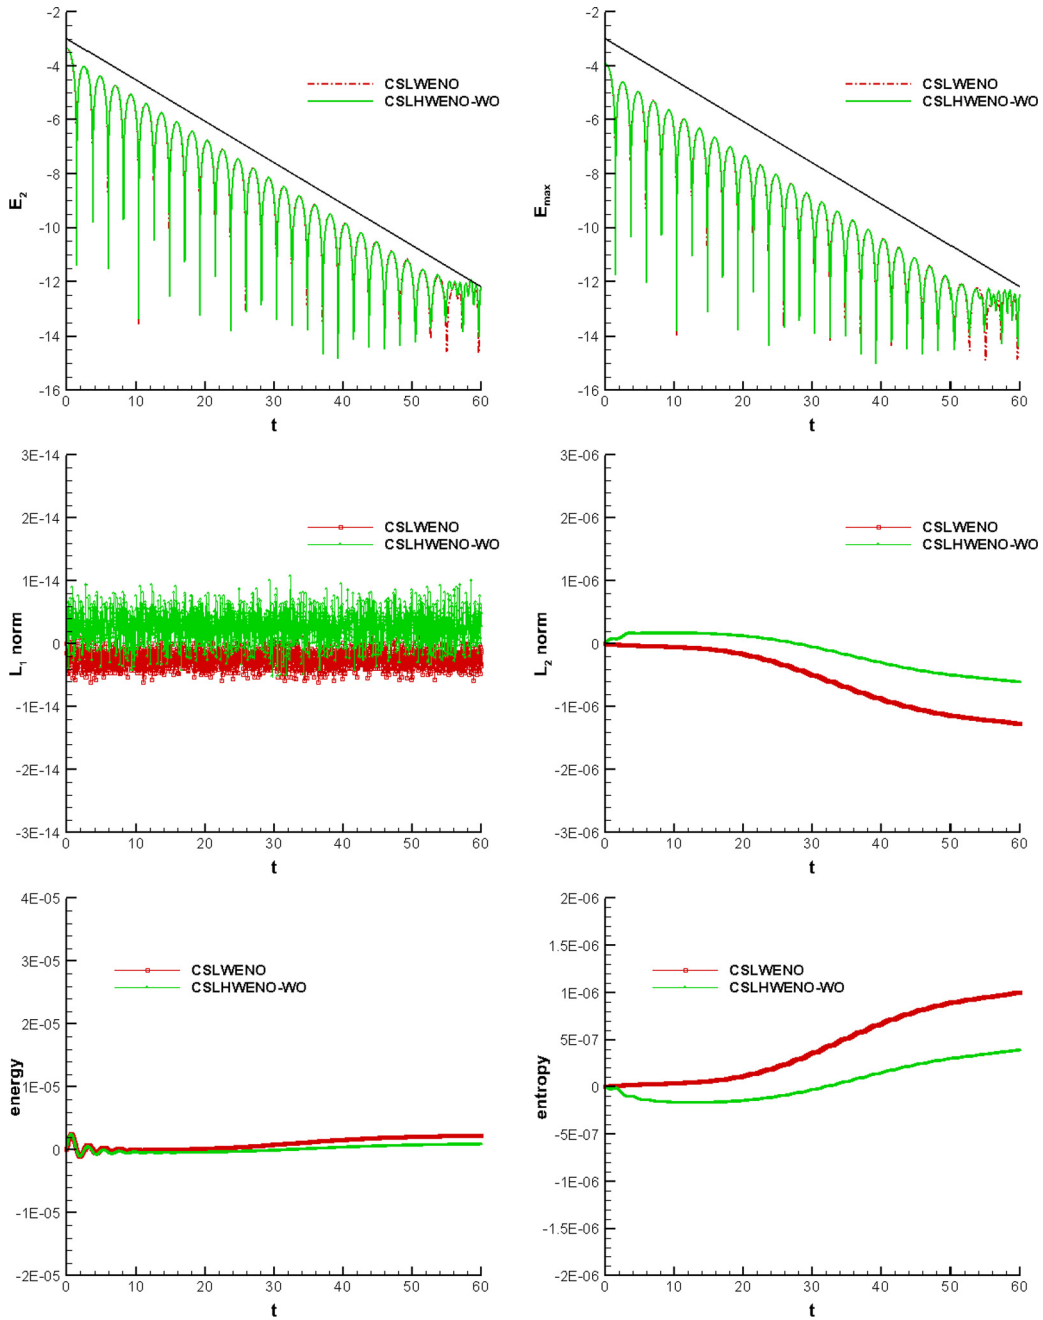 -2
-4
-6
-8
-10
-12
-14
-16
E2
CSLWENO
CSLHWENO-WO
0 10 20 30 40 50 60
t
-2
-4
-6
-8
-10
-12
-14
-16
Emax
CSLWENO
CSLHWENO-WO
0 10 20 30 40 50 60
t
3E-14
2E-14
1E-14
0
-1E-14
-2E-14
-3E-14
L1 norm
CSLWENO
CSLHWENO-WO
0 10 20 30 40 50 60
t
3E-06
2E-06
1E-06
0
-1E-06
-2E-06
-3E-06
L2 norm
CSLWENO
CSLHWENO-WO
0 10 20 30 40 50 60
t
4E-05
3E-05
2E-05
1E-05
0
-1E-05
-2E-05
energy
CSLWENO
CSLHWENO-WO
0 10 20 30 40 50 60
t
2E-06
1.5E-06
1E-06
5E-07
0
-5E-07
-1E-06
-1.5E-06
-2E-06
entropy
CSLWENO
CSLHWENO-WO
0 10 20 30 40 50 60
t